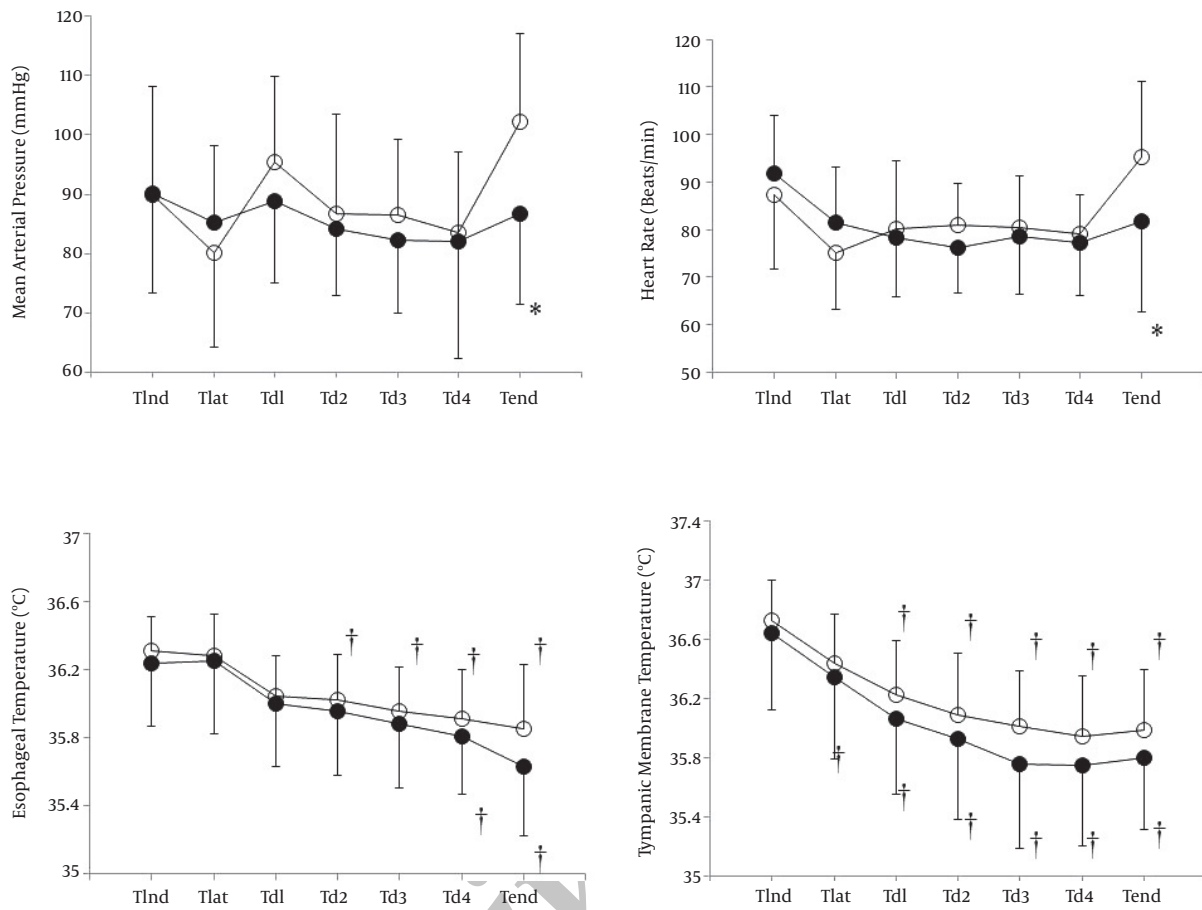 Mean Arterial Pressure (mmHg)
120
110
100
90
80
70
60
*
Tlnd Tlat Tdl Td2 Td3 Td4 Tend
Heart Rate (Beats/min)
120
110
100
90
80
70
60
50
*
Tlnd Tlat Tdl Td2 Td3 Td4 Tend
Esophageal Temperature (°C)
37
36.6
36.2
35.8
35.4
35
† † † †
† †
Tlnd Tlat Tdl Td2 Td3 Td4 Tend
Tympanic Membrane Temperature (°C)
37.4
37
36.6
36.2
35.8
35.4
35
† † † † †
† † † † † †
Tlnd Tlat Tdl Td2 Td3 Td4 Tend